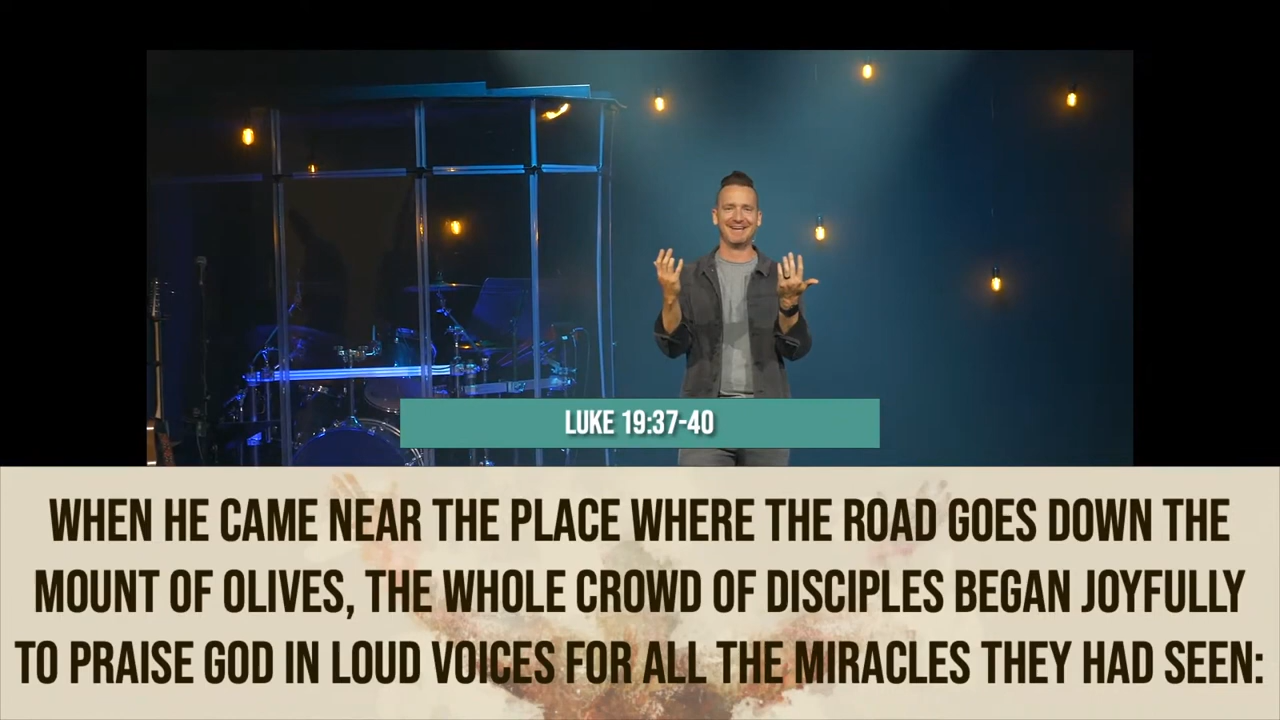 LUKE 19:37-40
WHEN HE CAME NEAR THE PLACE WHERE THE ROAD GOES DOWN THE
MOUNT OF OLIVES, THE WHOLE CROWD OF DISCIPLES BEGAN JOYFULLY
TO PRAISE GOD IN LOUD VOICES FOR ALL THE MIRACLES THEY HAD SEEN: